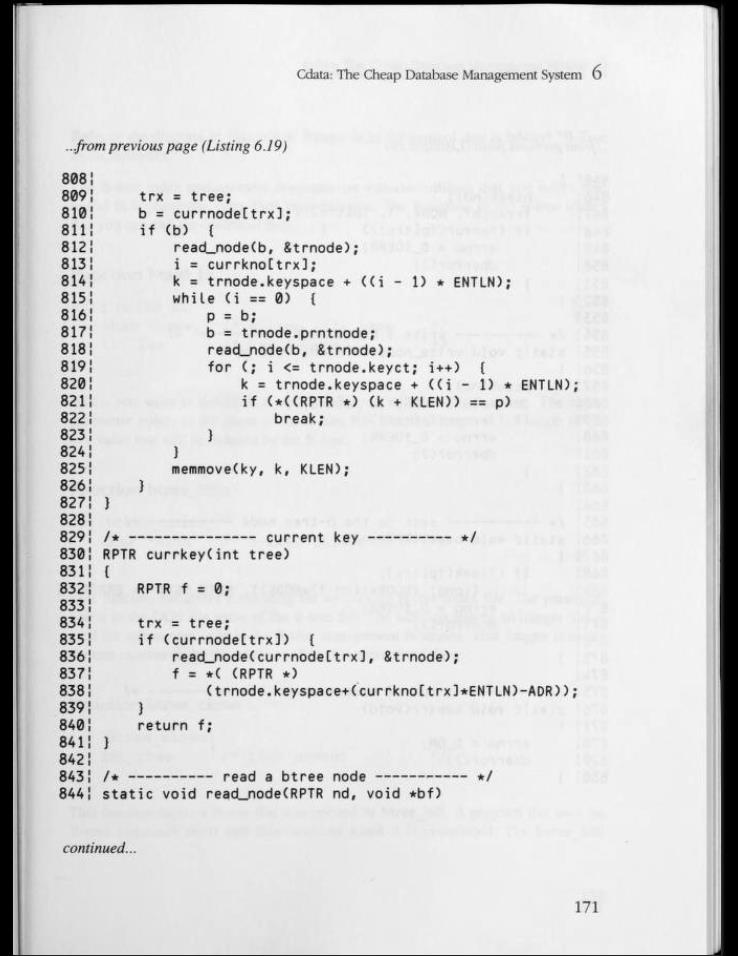 Cdata: The Cheap Database Management System 6
...from previous page (Listing 6.19)
808¦
809¦     trx = tree;
810¦     b = currnode[trx];
811¦     if (b)  {
812¦         read_node(b, &trnode);
813¦         i = currkno[trx];
814¦         k = trnode.keyspace + ((i - 1) * ENTLN);
815¦         while (i == 0)  {
816¦             p = b;
817¦             b = trnode.prntnode;
818¦             read_node(b, &trnode);
819¦             for (; i <= trnode.keyct; i++)  {
820¦                 k = trnode.keyspace + ((i - 1) * ENTLN);
821¦                 if (*((RPTR *) (k + KLEN)) == p)
822¦                     break;
823¦             }
824¦         }
825¦         memmove(ky, k, KLEN);
826¦     }
827¦ }
828¦
829¦ /* --------------- current key ---------- */
830¦ RPTR currkey(int tree)
831¦ {
832¦     RPTR f = 0;
833¦
834¦     trx = tree;
835¦     if (currnode[trx])  {
836¦         read_node(currnode[trx], &trnode);
837¦         f = *( (RPTR *)
838¦             (trnode.keyspace+(currkno[trx]*ENTLN)-ADR));
839¦     }
840¦     return f;
841¦ }
842¦
843¦ /* ---------- read a btree node ----------- */
844¦ static void read_node(RPTR nd, void *bf)
continued...
171